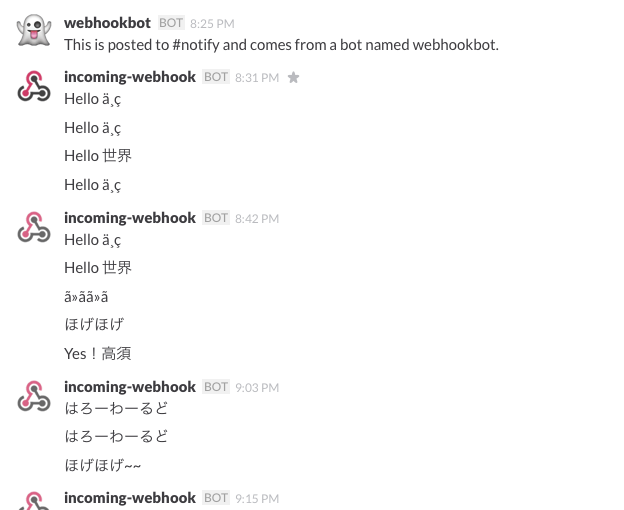 webhookbot BOT 8:25 PM
This is posted to #notify and comes from a bot named webhookbot.
incoming-webhook BOT 8:31 PM ★
Hello ä¸ç
Hello ä¸ç
Hello 世界
Hello ä¸ç
incoming-webhook BOT 8:42 PM
Hello ä¸ç
Hello 世界
ã»ãã»ã
ほげほげ
Yes！高須
incoming-webhook BOT 9:03 PM
はろーわーるど
はろーわーるど
ほげほげ~~
incoming-webhook BOT 9:15 PM